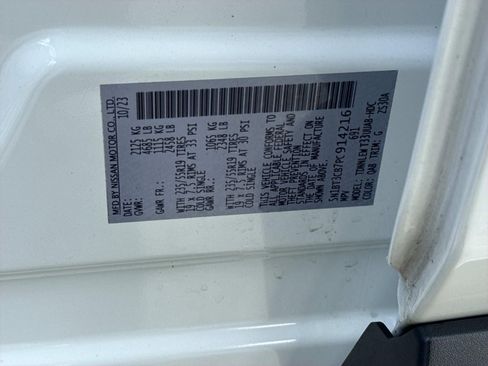 MFD BY NISSAN MOTOR CO., LTD.
DATE: 10/23
GVWR: 2125 KG
4685 LB
GAWR FR: 1115 KG
2458 LB
WITH 235/55R19 TIRES
19 x 7.5 RIMS AT 33 PSI
COLD SINGLE
GAWR RR: 1065 KG
2348 LB
WITH 235/55R19 TIRES
19 x 7.5 RIMS AT 30 PSI
COLD SINGLE
THIS VEHICLE CONFORMS TO
ALL APPLICABLE FEDERAL
MOTOR VEHICLE SAFETY AND
THEFT PREVENTION
STANDARDS IN EFFECT ON
THE DATE OF MANUFACTURE
SHOWN ABOVE.
MPV
COLOR: QAB TRIM: G
2530A